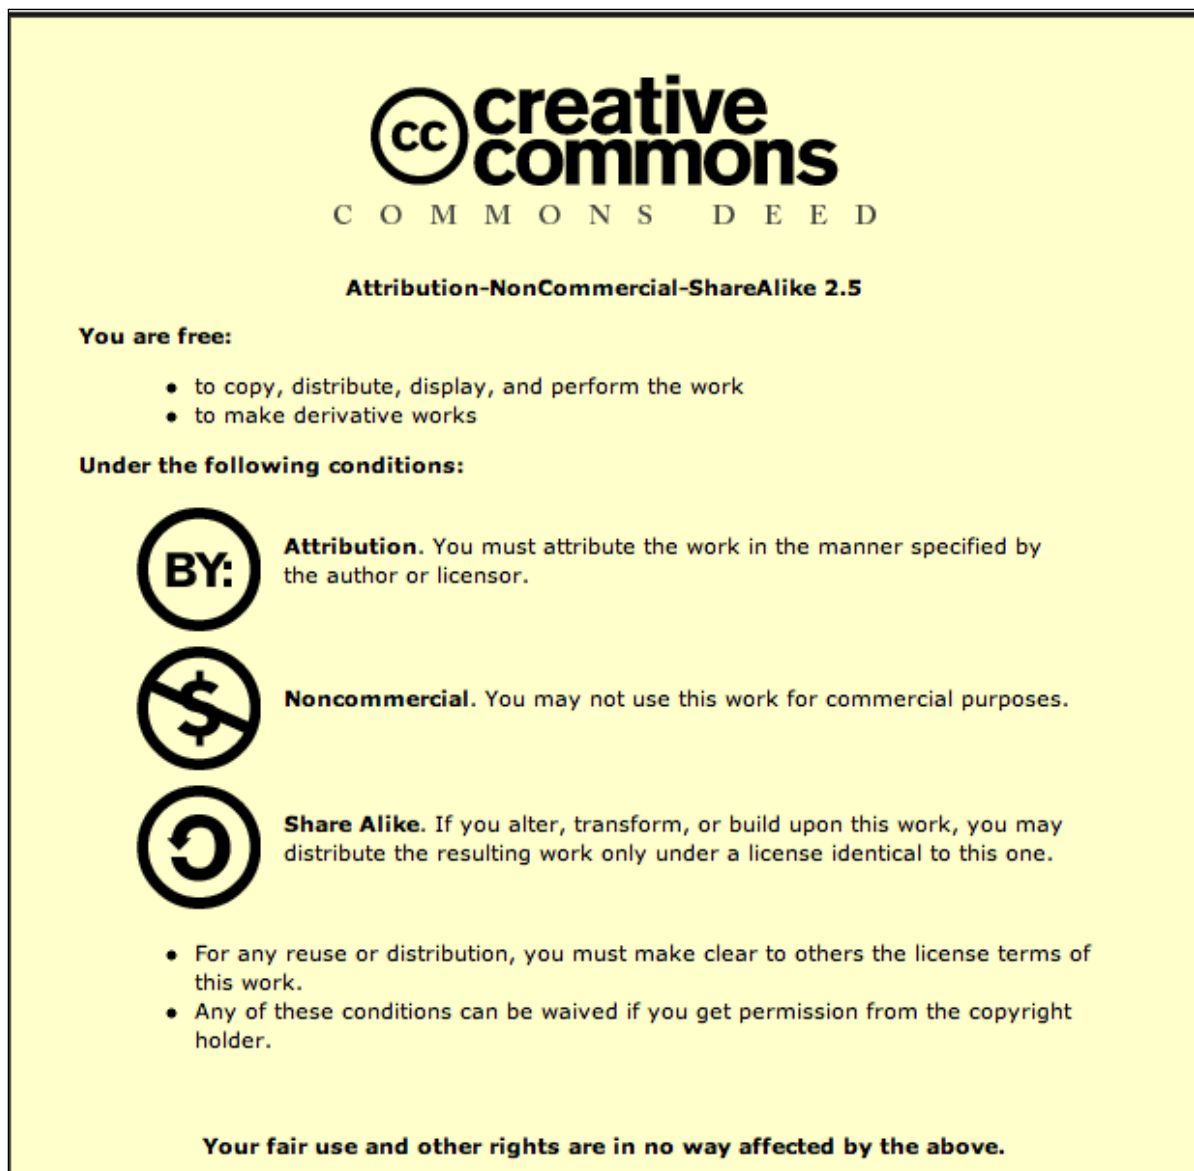 cc creative
commons
COMMONS DEED
Attribution-NonCommercial-ShareAlike 2.5
You are free:
• to copy, distribute, display, and perform the work
• to make derivative works
Under the following conditions:
BY:
Attribution. You must attribute the work in the manner specified by
the author or licensor.
$
Noncommercial. You may not use this work for commercial purposes.
Share Alike. If you alter, transform, or build upon this work, you may
distribute the resulting work only under a license identical to this one.
• For any reuse or distribution, you must make clear to others the license terms of
this work.
• Any of these conditions can be waived if you get permission from the copyright
holder.
Your fair use and other rights are in no way affected by the above.